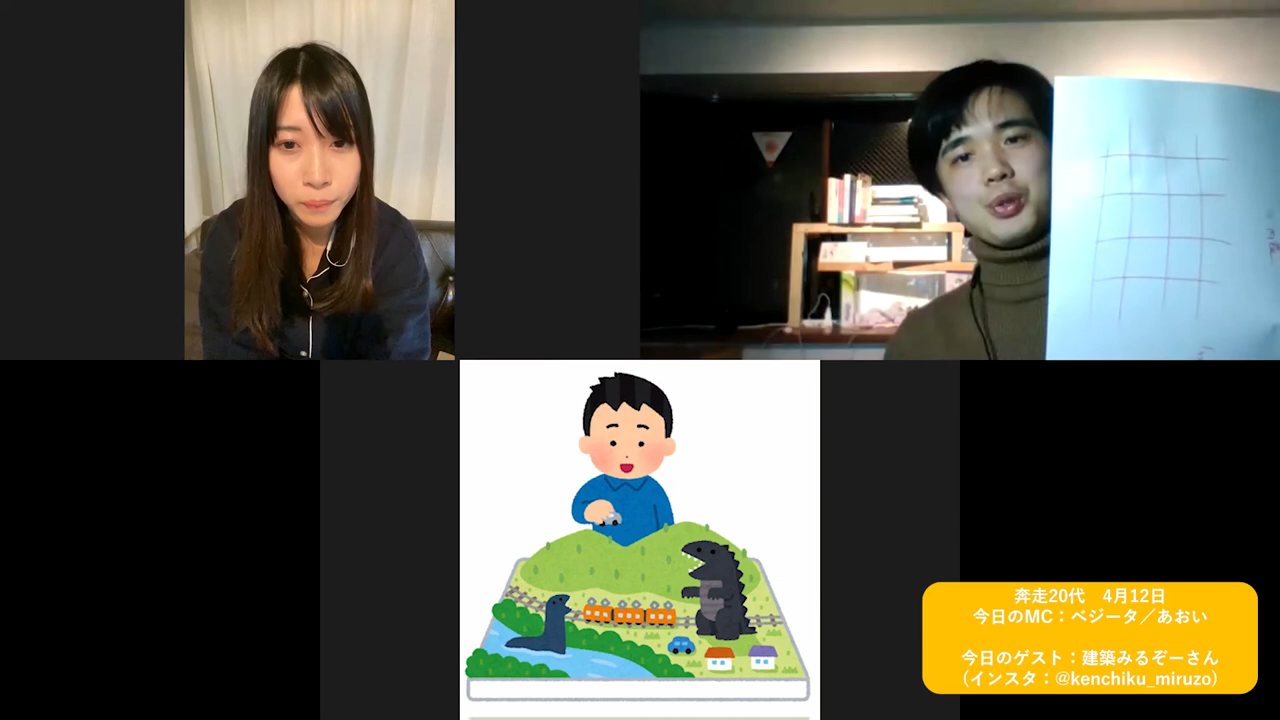 奔走20代　4月12日
今日のMC：ベジータ／あおい
今日のゲスト：建築みるぞーさん
（インスタ：@kenchiku_miruzo）